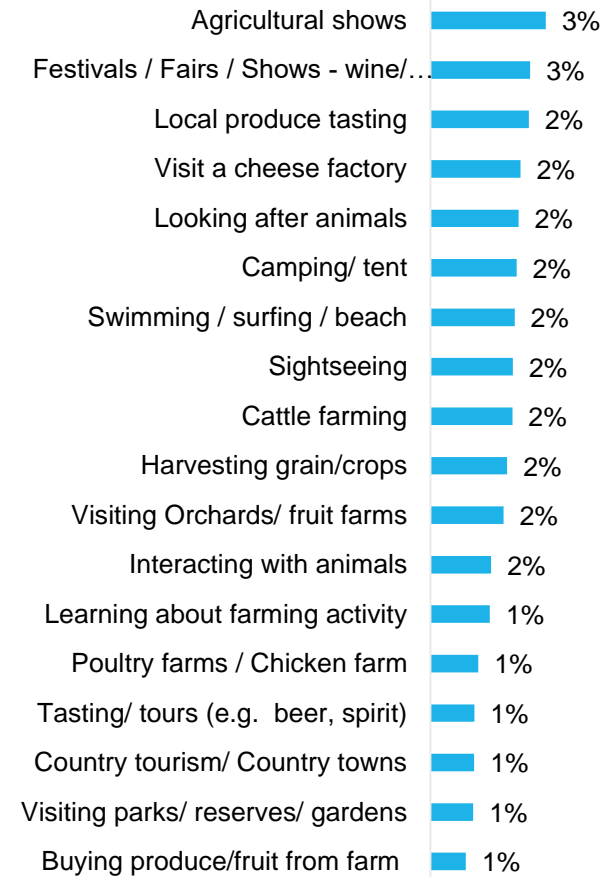 Agricultural shows 3%
Festivals / Fairs / Shows - wine/… 3%
Local produce tasting 2%
Visit a cheese factory 2%
Looking after animals 2%
Camping/ tent 2%
Swimming / surfing / beach 2%
Sightseeing 2%
Cattle farming 2%
Harvesting grain/crops 2%
Visiting Orchards/ fruit farms 2%
Interacting with animals 2%
Learning about farming activity 1%
Poultry farms / Chicken farm 1%
Tasting/ tours (e.g.  beer, spirit) 1%
Country tourism/ Country towns 1%
Visiting parks/ reserves/ gardens 1%
Buying produce/fruit from farm 1%